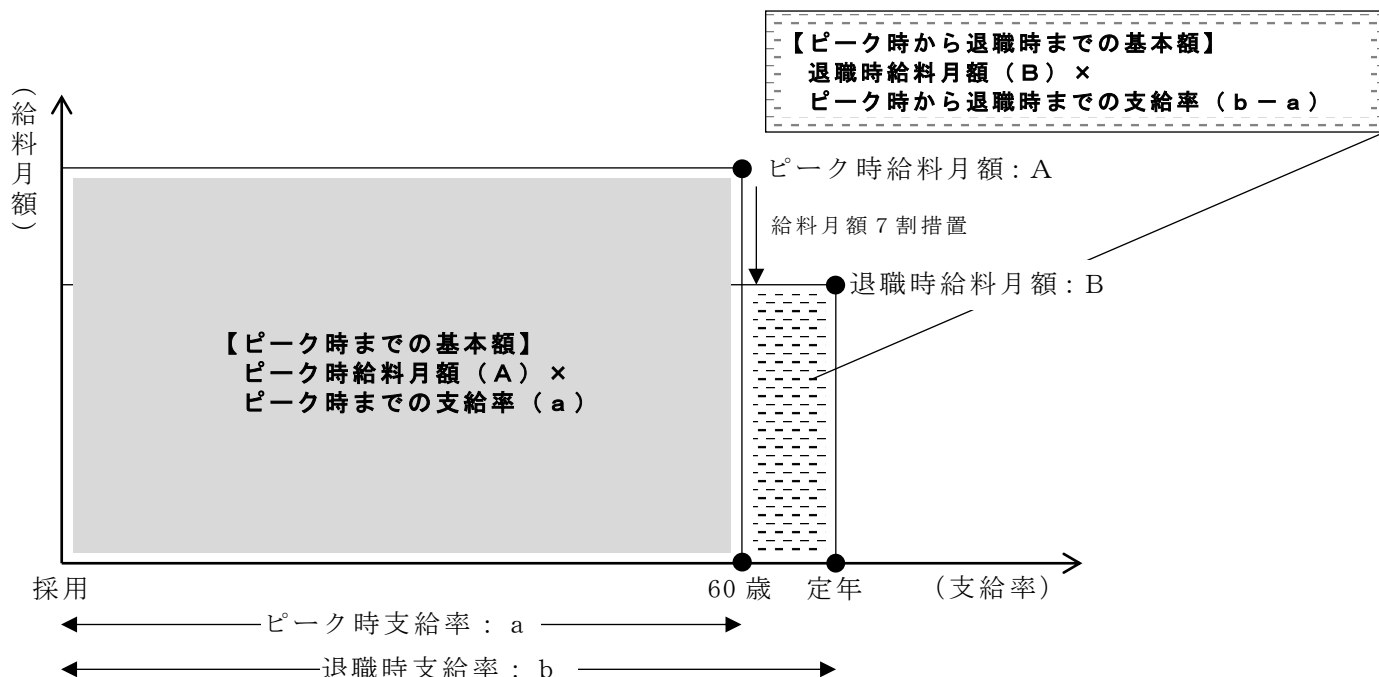 【ピーク時から退職時までの基本額】
退職時給料月額（Ｂ）×
ピーク時から退職時までの支給率（ｂ－ａ）
（給料月額）
ピーク時給料月額：A
給料月額７割措置
退職時給料月額：B
【ピーク時までの基本額】
ピーク時給料月額（Ａ）×
ピーク時までの支給率（ａ）
採用
60歳
定年
（支給率）
ピーク時支給率：a
退職時支給率：b